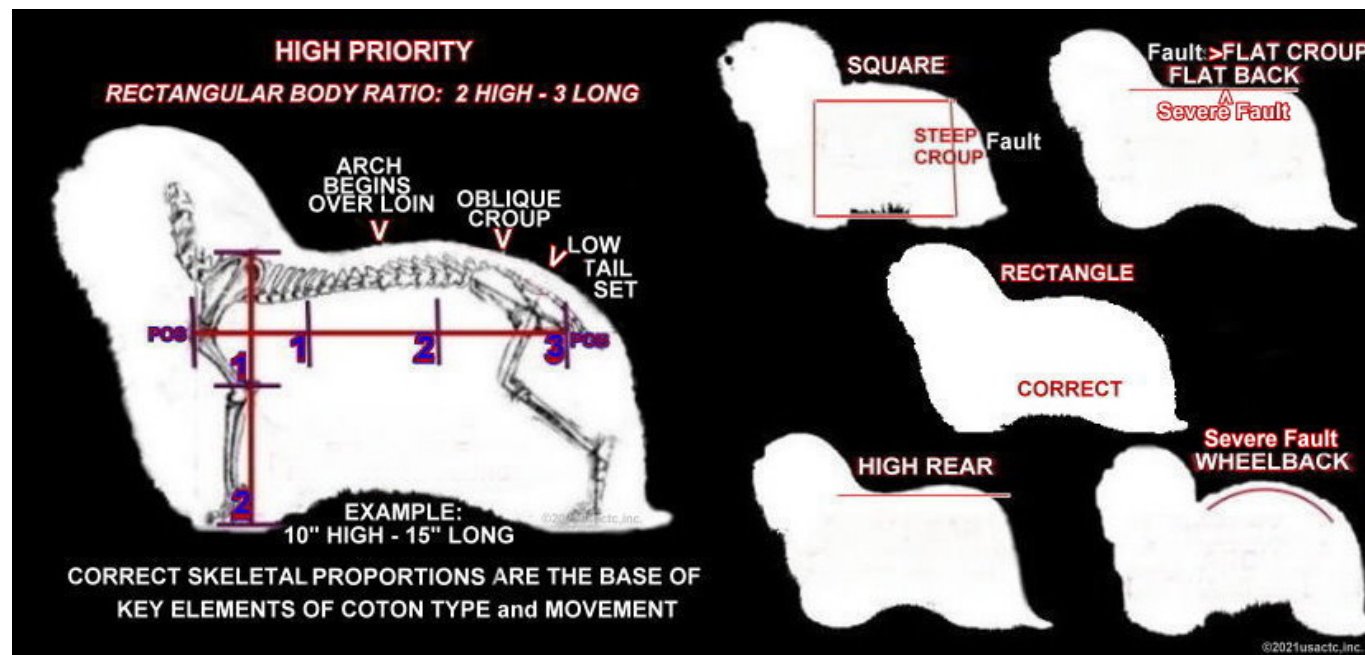 HIGH PRIORITY
RECTANGULAR BODY RATIO: 2 HIGH - 3 LONG
ARCH
BEGINS
OVER LOIN
V
OBLIQUE
CROUP
V
LOW
TAIL
SET
V
POS
1
1
2
3
POB
2
EXAMPLE:
10" HIGH - 15" LONG
©2021usactc,inc.
CORRECT SKELETAL PROPORTIONS ARE THE BASE OF
KEY ELEMENTS OF COTON TYPE and MOVEMENT
SQUARE
STEEP
CROUP
Fault
Fault >FLAT CROUP
FLAT BACK
Severe Fault
RECTANGLE
CORRECT
HIGH REAR
Severe Fault
WHEELBACK
©2021usactc,inc.